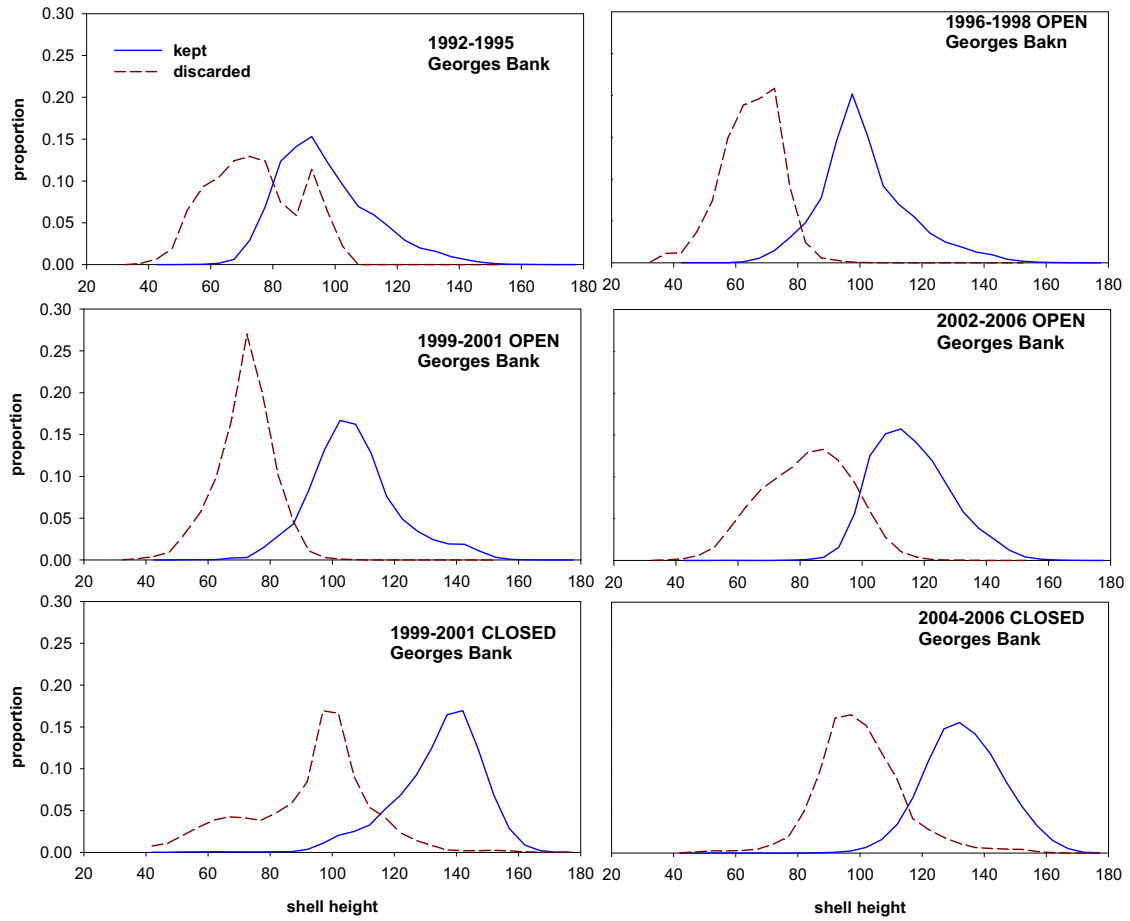 0.30
0.25
0.20
0.15
0.10
0.05
0.00
proportion
kept
discarded
1992-1995
Georges Bank
20 40 60 80 100 120 140 160 180
1996-1998 OPEN
Georges Bakn
20 40 60 80 100 120 140 160 180
0.30
0.25
0.20
0.15
0.10
0.05
0.00
proportion
1999-2001 OPEN
Georges Bank
20 40 60 80 100 120 140 160 180
2002-2006 OPEN
Georges Bank
20 40 60 80 100 120 140 160 180
0.30
0.25
0.20
0.15
0.10
0.05
0.00
proportion
1999-2001 CLOSED
Georges Bank
20 40 60 80 100 120 140 160 180
shell height
2004-2006 CLOSED
Georges Bank
20 40 60 80 100 120 140 160 180
shell height